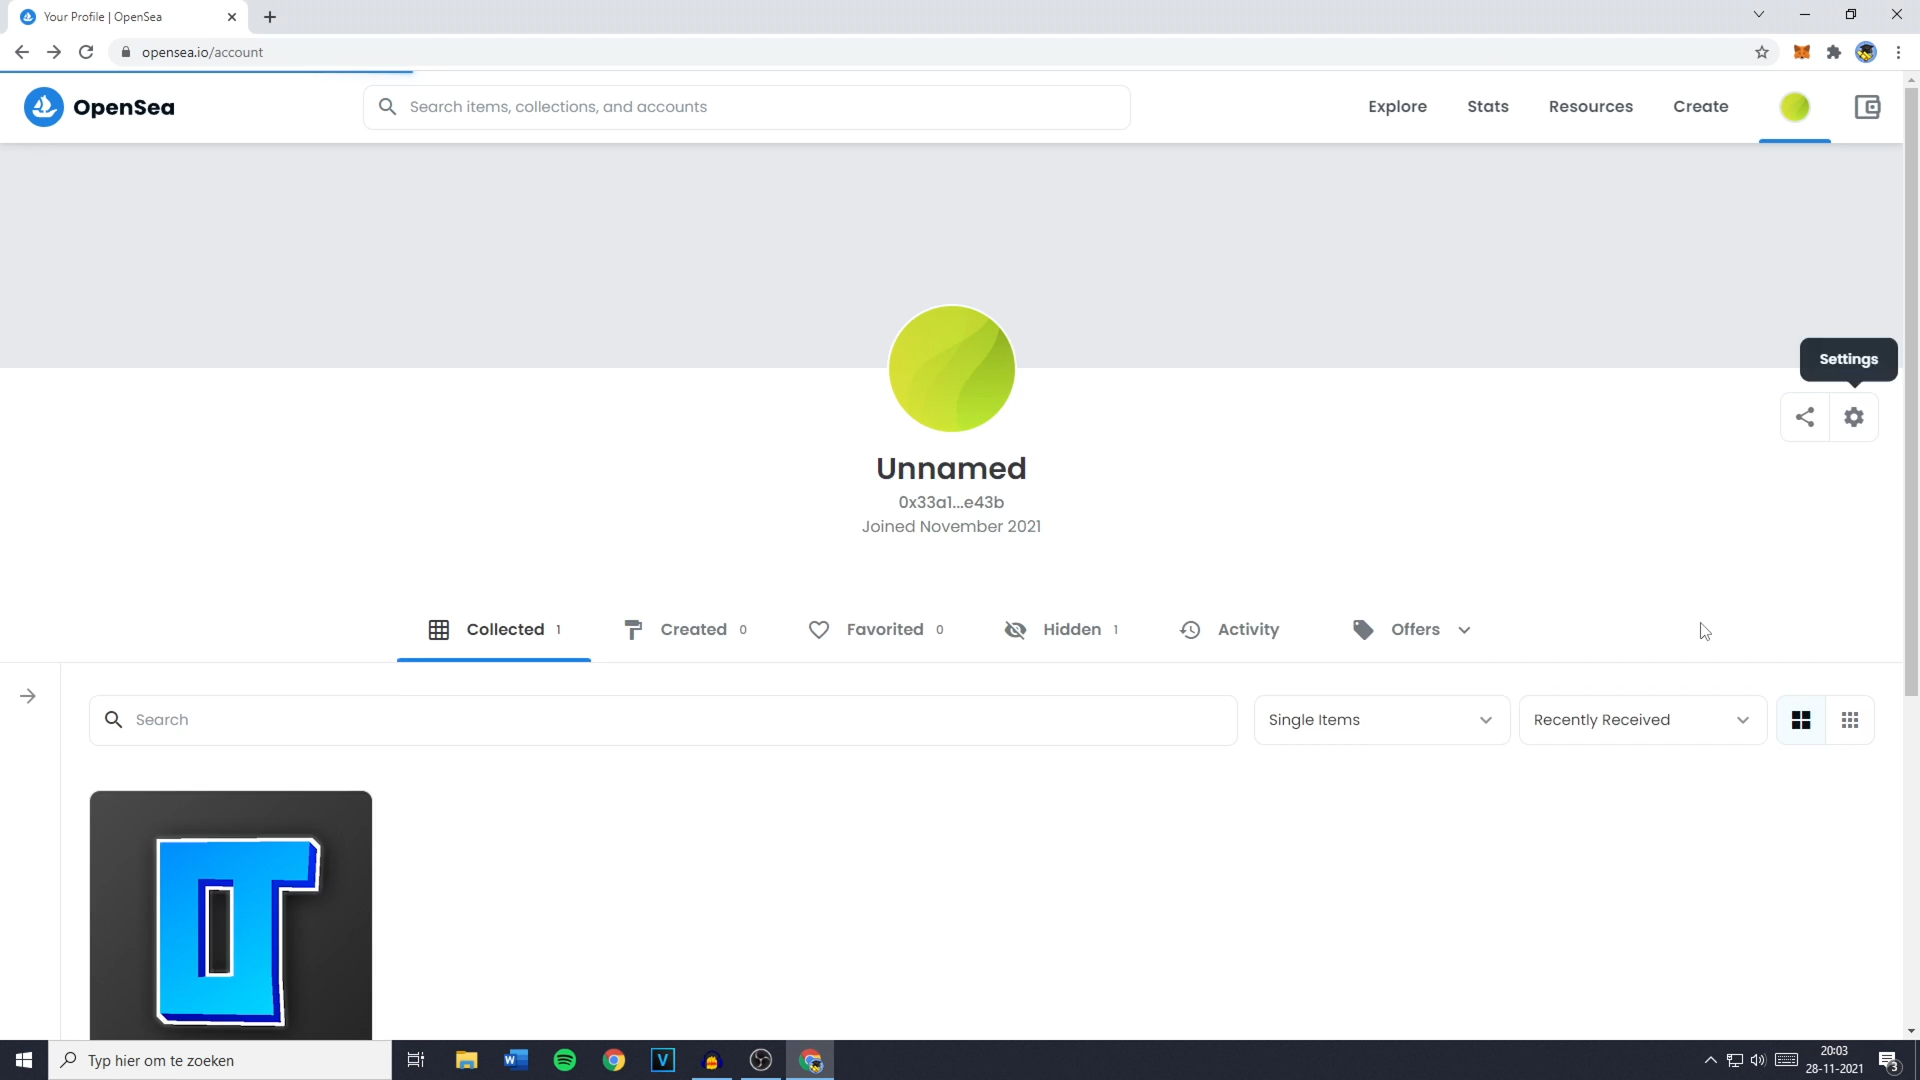 Your Profile | OpenSea
opensea.io/account
OpenSea
Search items, collections, and accounts
Explore
Stats
Resources
Create
Settings
Unnamed
0x33a1...e43b
Joined November 2021
Collected 1
Created 0
Favorited 0
Hidden 1
Activity
Offers
Search
Single Items
Recently Received
Typ hier om te zoeken
20:03
28-11-2021
3